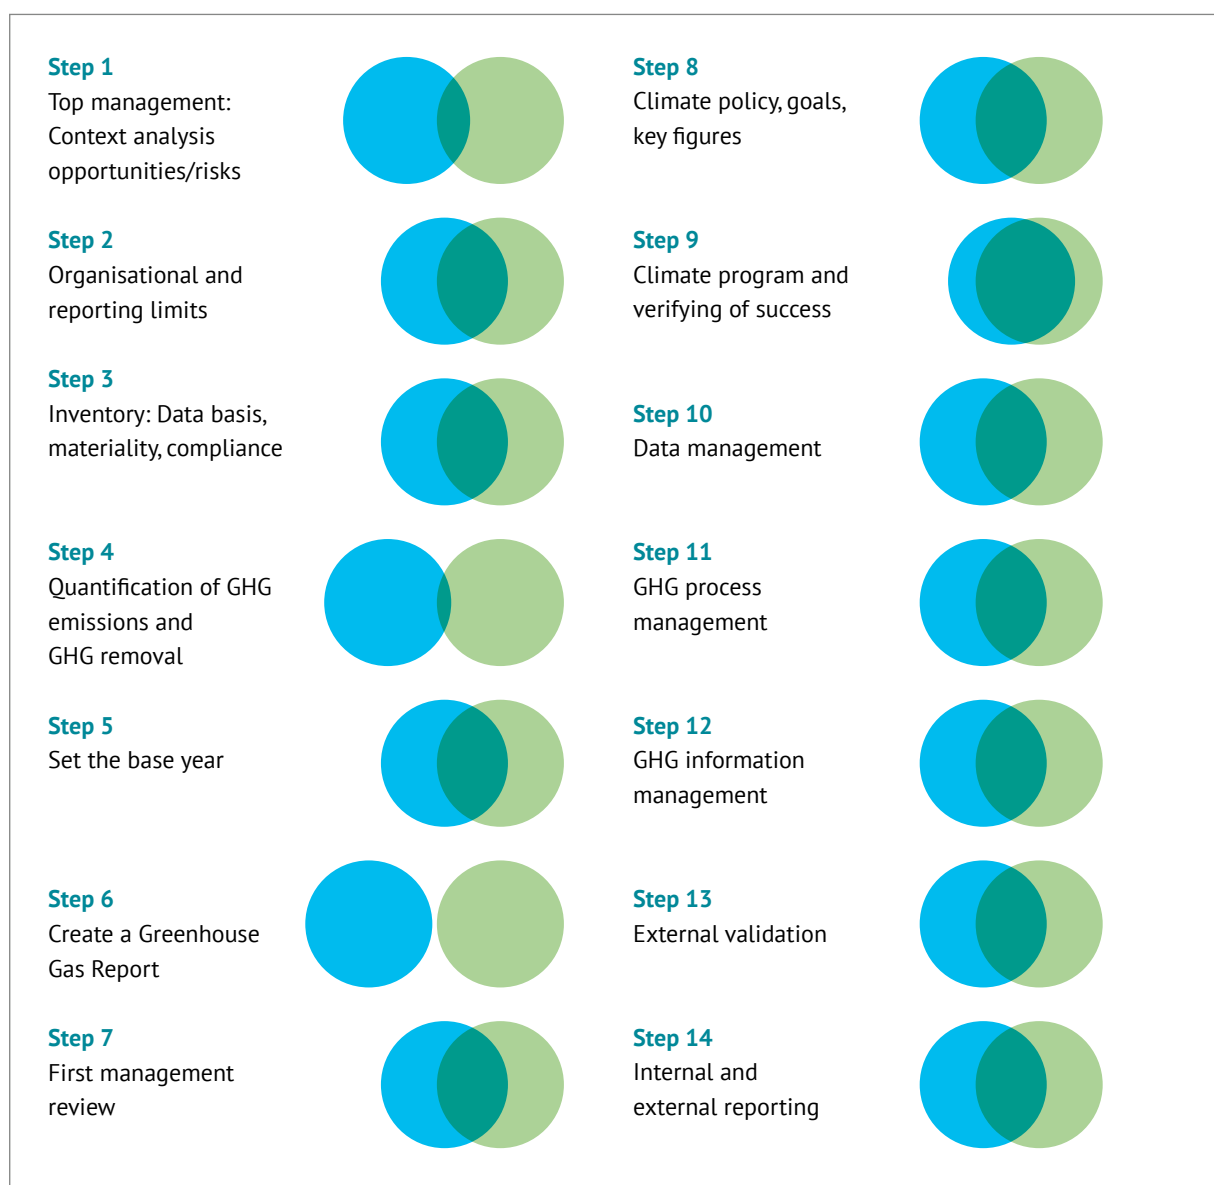 Step 1
Top management:
Context analysis
opportunities/risks
Step 2
Organisational and
reporting limits
Step 3
Inventory: Data basis,
materiality, compliance
Step 4
Quantification of GHG
emissions and
GHG removal
Step 5
Set the base year
Step 6
Create a Greenhouse
Gas Report
Step 7
First management
review
Step 8
Climate policy, goals,
key figures
Step 9
Climate program and
verifying of success
Step 10
Data management
Step 11
GHG process
management
Step 12
GHG information
management
Step 13
External validation
Step 14
Internal and
external reporting